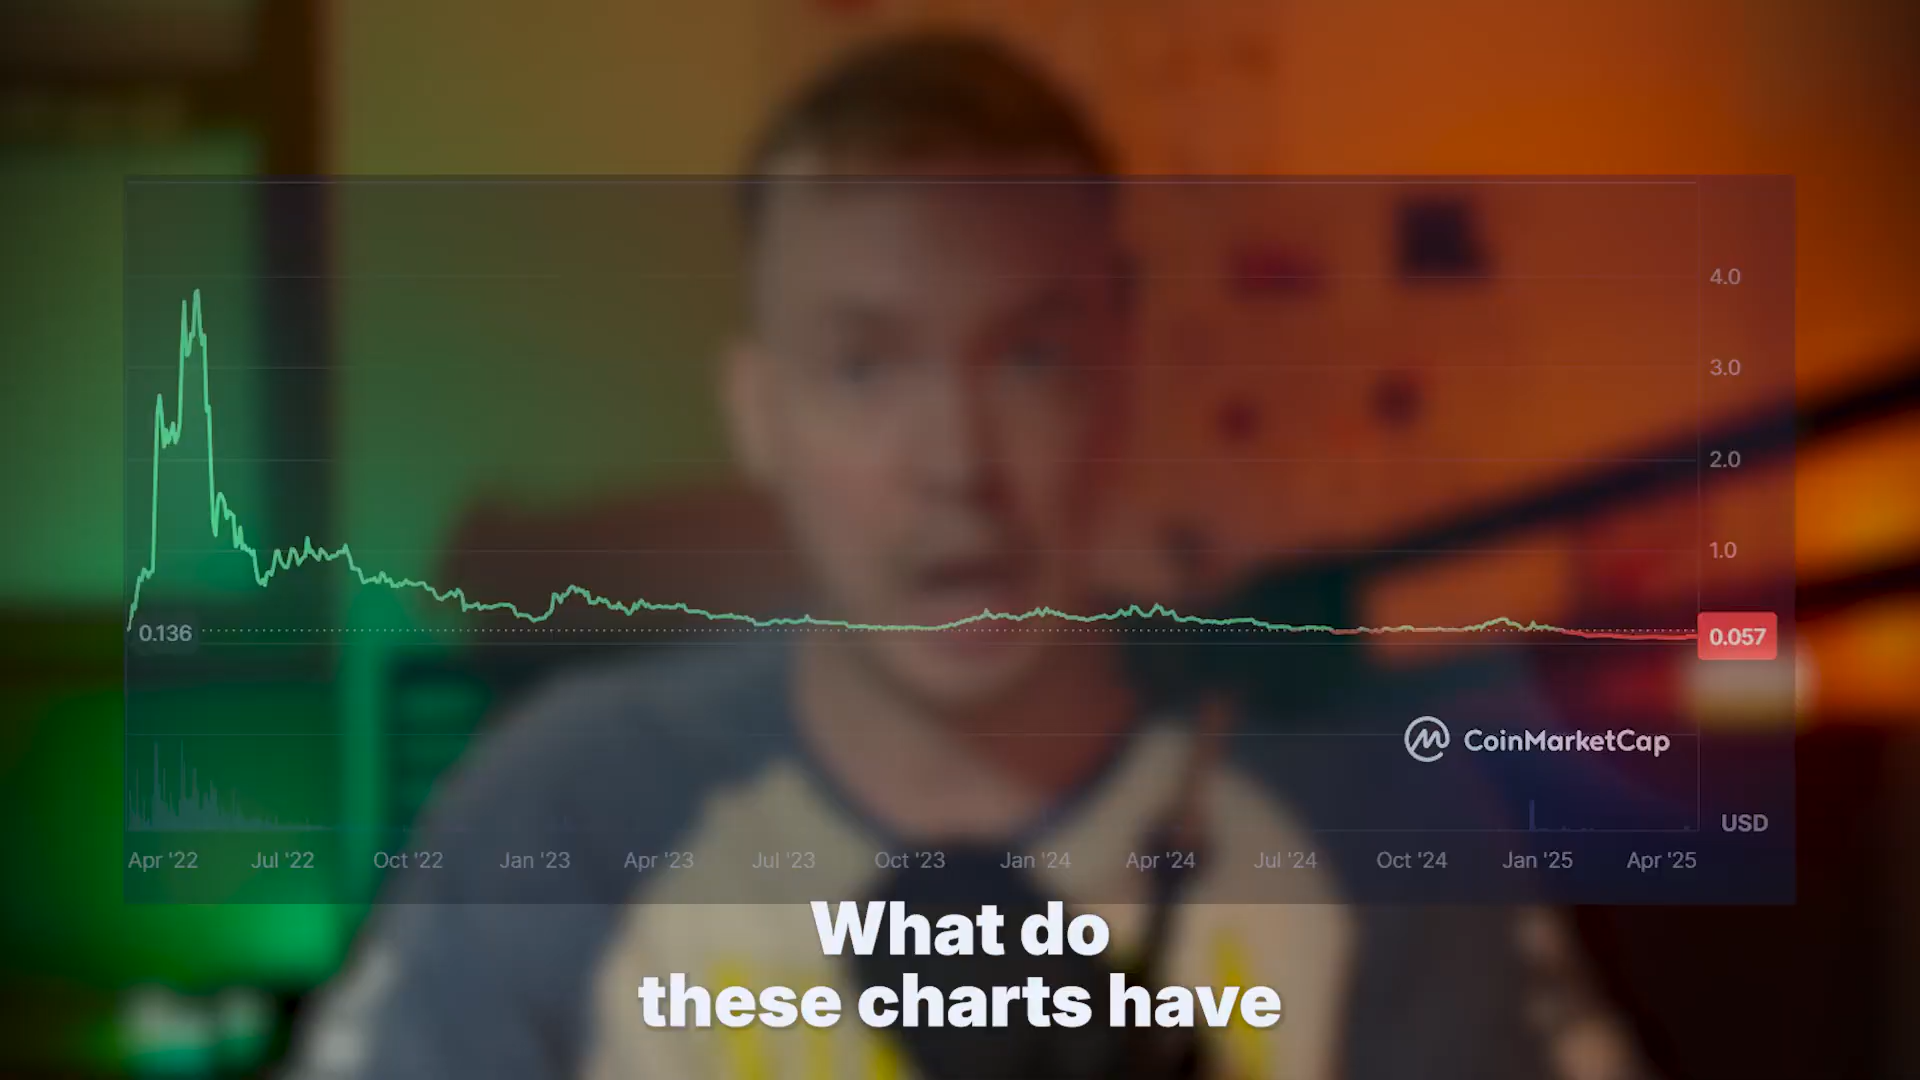 4.0
3.0
2.0
1.0
0.136
0.057
CoinMarketCap
USD
Apr '22 Jul '22 Oct '22 Jan '23 Apr '23 Jul '23 Oct '23 Jan '24 Apr '24 Jul '24 Oct '24 Jan '25 Apr '25
What do
these charts have